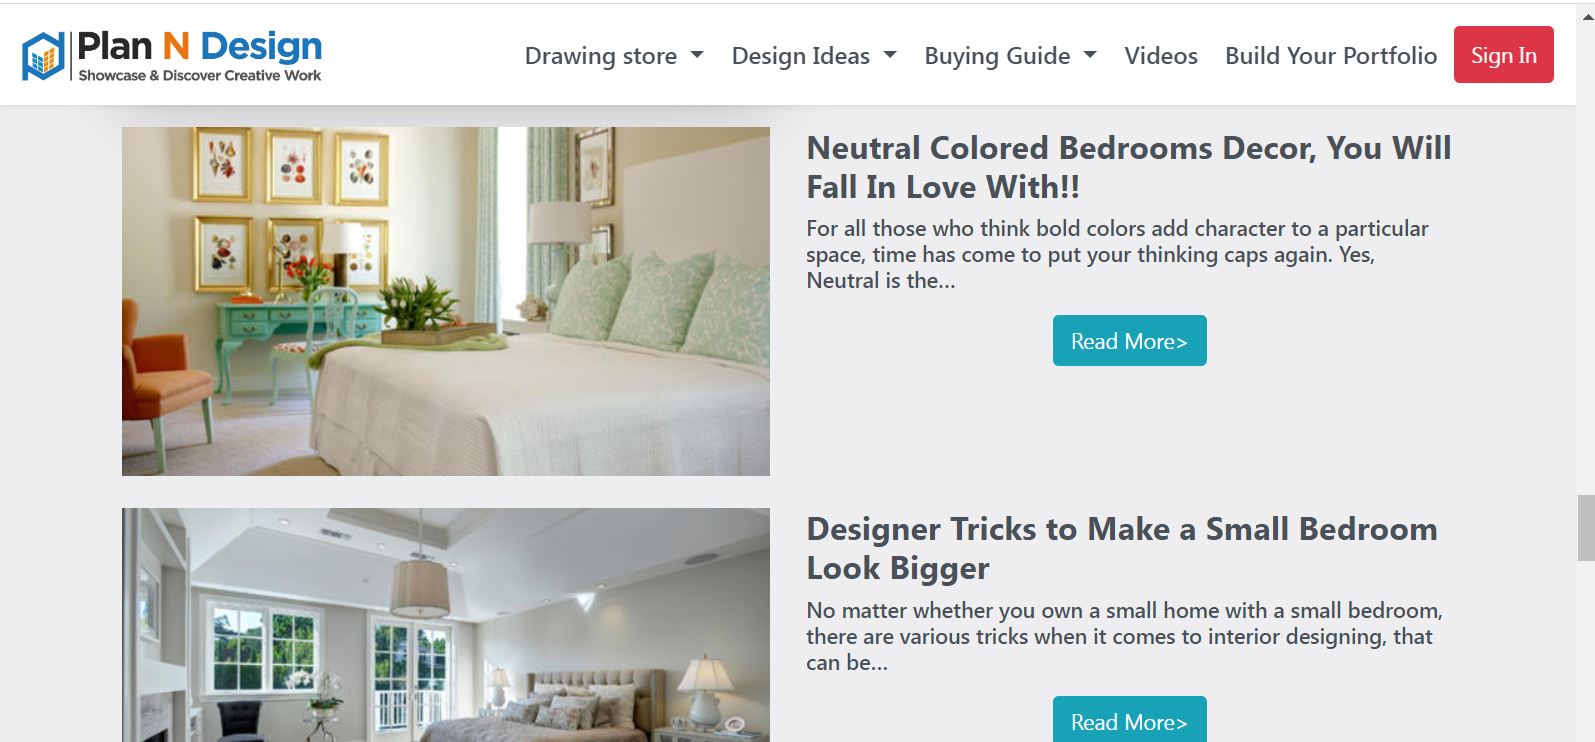 Plan N Design
Showcase & Discover Creative Work
Drawing store
Design Ideas
Buying Guide
Videos
Build Your Portfolio
Sign In
Neutral Colored Bedrooms Decor, You Will
Fall In Love With!!
For all those who think bold colors add character to a particular
space, time has come to put your thinking caps again. Yes,
Neutral is the...
Read More>
Designer Tricks to Make a Small Bedroom
Look Bigger
No matter whether you own a small home with a small bedroom,
there are various tricks when it comes to interior designing, that
can be...
Read More>